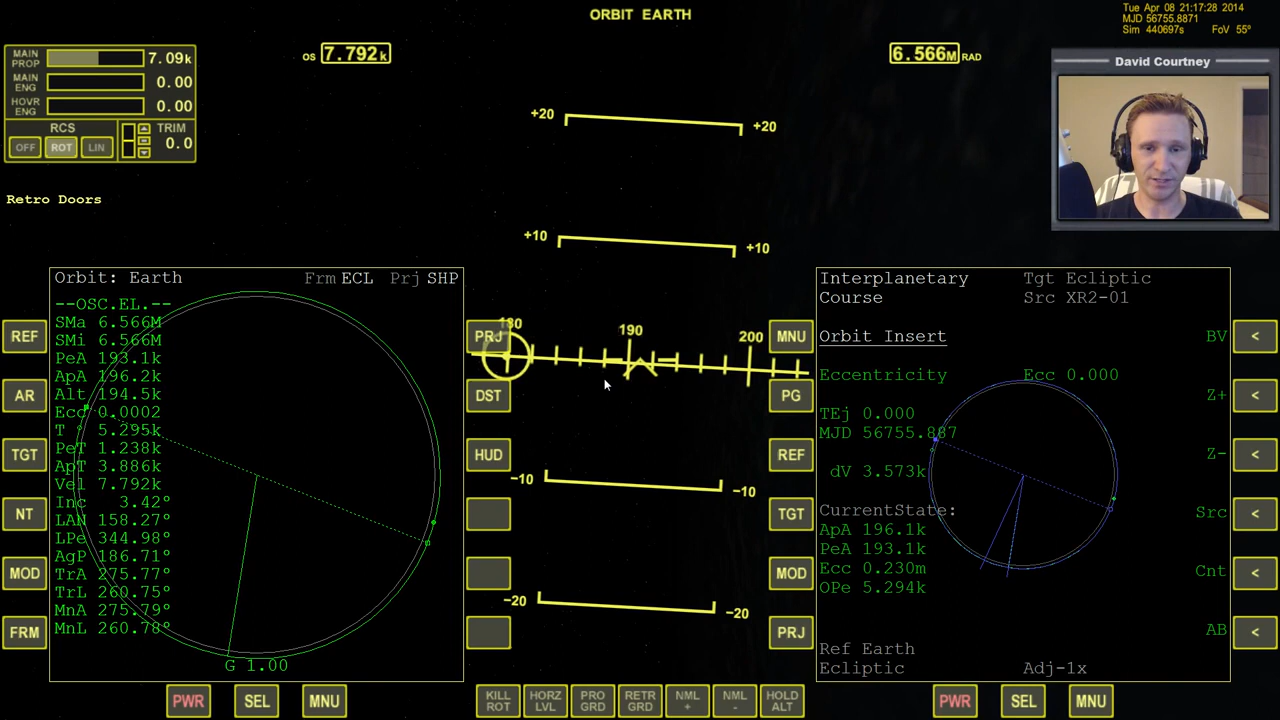 ORBIT EARTH
Tue Apr 08 21:17:28 2014
MJD 56755.8871
Sim 440697s FoV 55°
MAIN PROP 7.09k
MAIN ENG 0.00
HOVR ENG 0.00
RCS TRIM
OFF ROT LIN 0.0
OS 7.792k
6.566M RAD
David Courtney
Retro Doors
+20 +20
+10 +10
180 190 200
-10 -10
-20 -20
Orbit: Earth Frm ECL Prj SHP
--OSC.EL.--
SMa 6.566M
SMi 6.566M
PeA 193.1k
ApA 196.2k
Alt 194.5k
Ecc 0.0002
T 5.295k
PeT 1.238k
ApT 3.886k
Vel 7.792k
Inc 3.42°
LAN 158.27°
LPe 344.98°
AgP 186.71°
TrA 275.77°
TrL 260.75°
MnA 275.79°
MnL 260.78°
G 1.00
REF
AR
TGT
NT
MOD
FRM
PRJ
DST
HUD
PWR SEL MNU
KILL ROT
HORZ LVL
PRO GRD
RETR GRD
NML +
NML -
HOLD ALT
MNU
PG
REF
TGT
MOD
PRJ
Interplanetary Tgt Ecliptic
Course Src XR2-01
Orbit Insert
Eccentricity Ecc 0.000
TEj 0.000
MJD 56755.887
dV 3.573k
CurrentState:
ApA 196.1k
PeA 193.1k
Ecc 0.230m
OPe 5.294k
Ref Earth
Ecliptic Adj-1x
BV <
Z+ <
Z- <
Src <
Cnt <
AB <
PWR SEL MNU